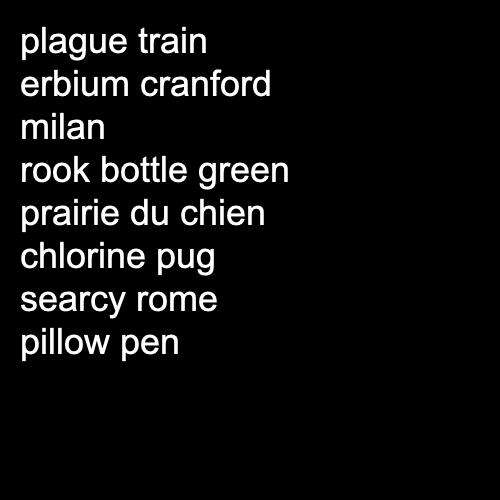 plague train
erbium cranford
milan
rook bottle green
prairie du chien
chlorine pug
searcy rome
pillow pen